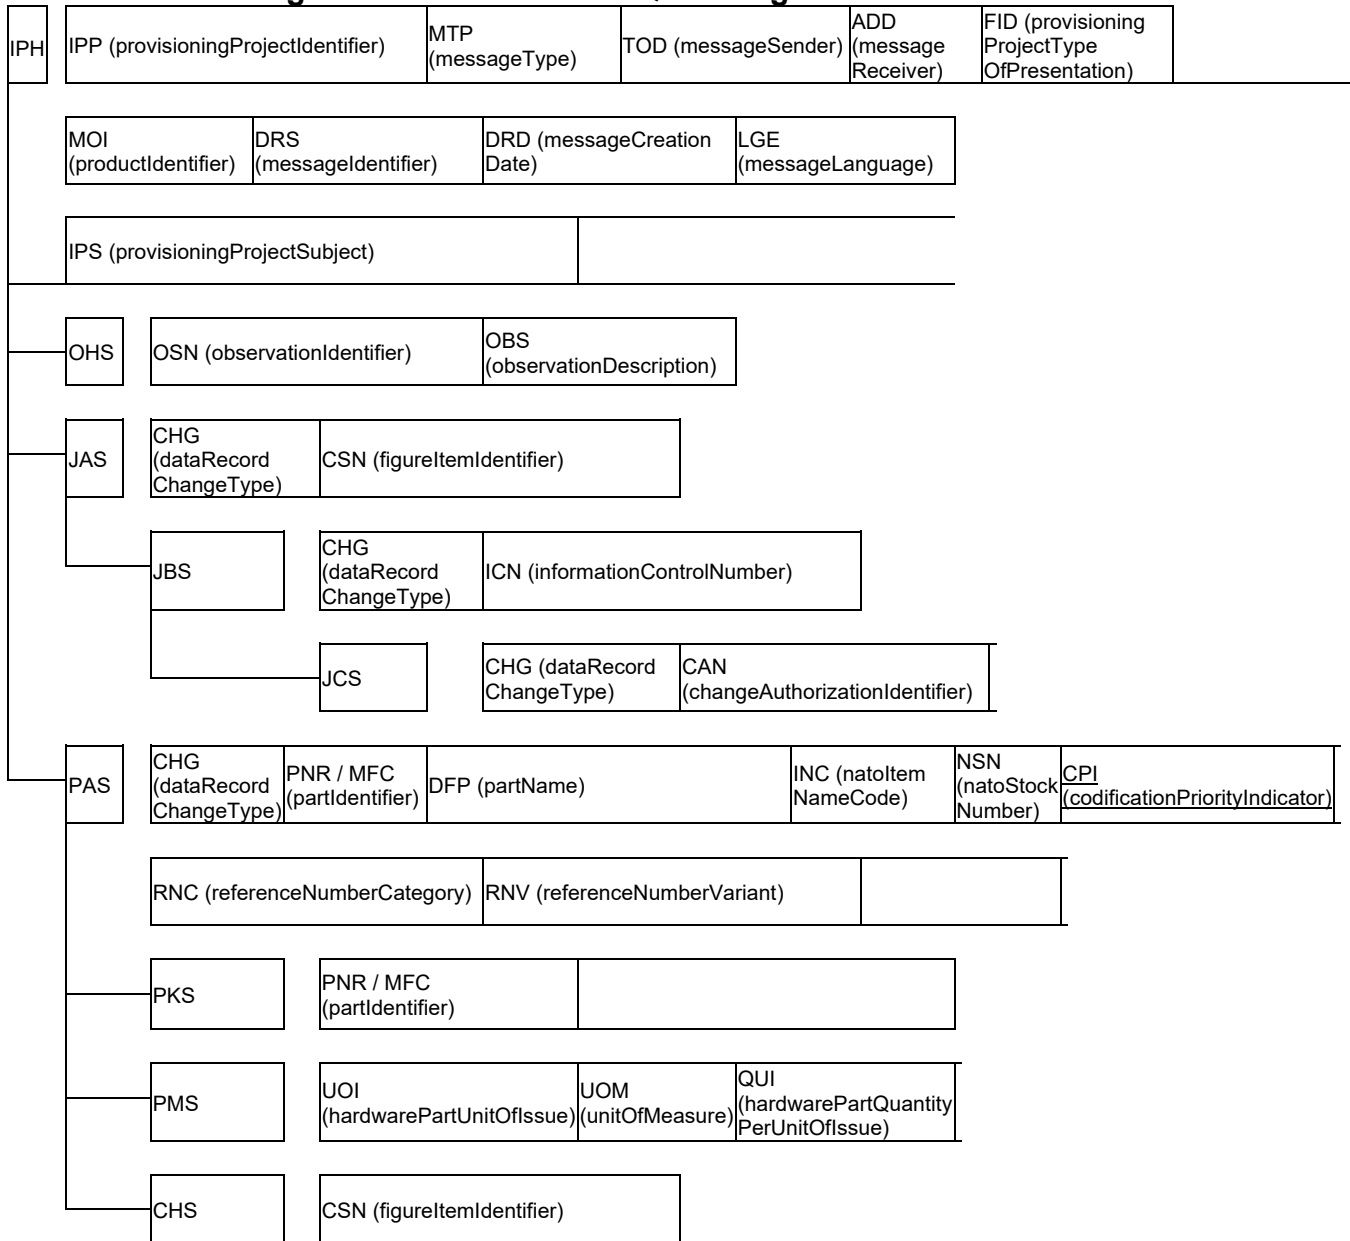 IPH
IPP (provisioningProjectIdentifier)
MTP
(messageType)
TOD (messageSender)
ADD
(message
Receiver)
FID (provisioning
ProjectType
OfPresentation)
MOI
(productIdentifier)
DRS
(messageIdentifier)
DRD (messageCreation
Date)
LGE
(messageLanguage)
IPS (provisioningProjectSubject)
OHS
OSN (observationIdentifier)
OBS
(observationDescription)
JAS
CHG
(dataRecord
ChangeType)
CSN (figureItemIdentifier)
JBS
CHG
(dataRecord
ChangeType)
ICN (informationControlNumber)
JCS
CHG (dataRecord
ChangeType)
CAN
(changeAuthorizationIdentifier)
PAS
CHG
(dataRecord
ChangeType)
PNR / MFC
(partIdentifier)
DFP (partName)
INC (natoItem
NameCode)
NSN
(natoStock
Number)
CPI
(codificationPriorityIndicator)
RNC (referenceNumberCategory)
RNV (referenceNumberVariant)
PKS
PNR / MFC
(partIdentifier)
PMS
UOI
(hardwarePartUnitOfIssue)
UOM
(unitOfMeasure)
QUI
(hardwarePartQuantity
PerUnitOfIssue)
CHS
CSN (figureItemIdentifier)